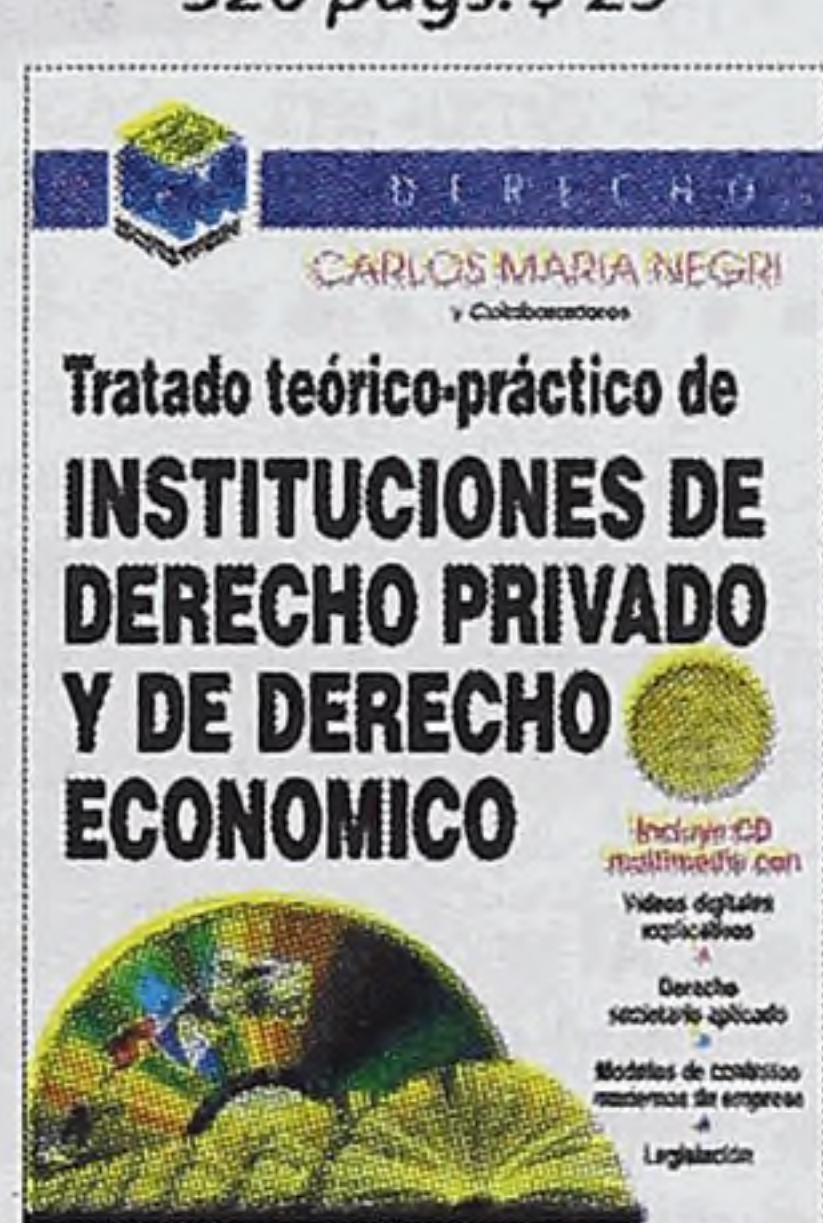 págs. $
DERECHO
CARLOS MARIA NEGRI
y Colaboradores
Tratado teórico-práctico de
INSTITUCIONES DE
DERECHO PRIVADO
Y DE DERECHO
ECONOMICO
Incluye CD
multimedia con
Videos digitales
explicativos
Derecho
societario aplicado
Modelos de contratos
modernos de empresa
Legislación